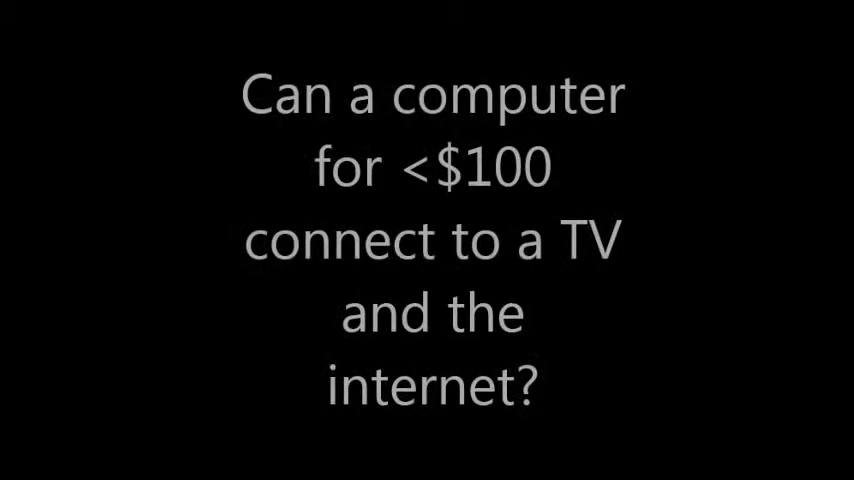 Can a computer
for <$100
connect to a TV
and the
internet?